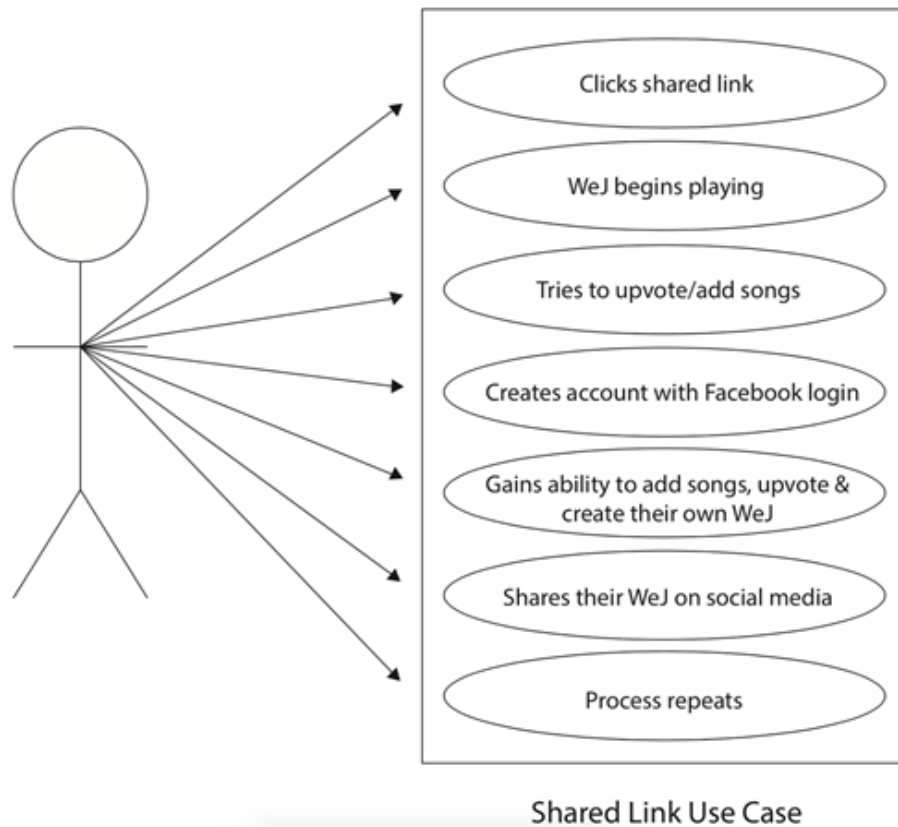 Clicks shared link
WeJ begins playing
Tries to upvote/add songs
Creates account with Facebook login
Gains ability to add songs, upvote &
create their own WeJ
Shares their WeJ on social media
Process repeats
Shared Link Use Case